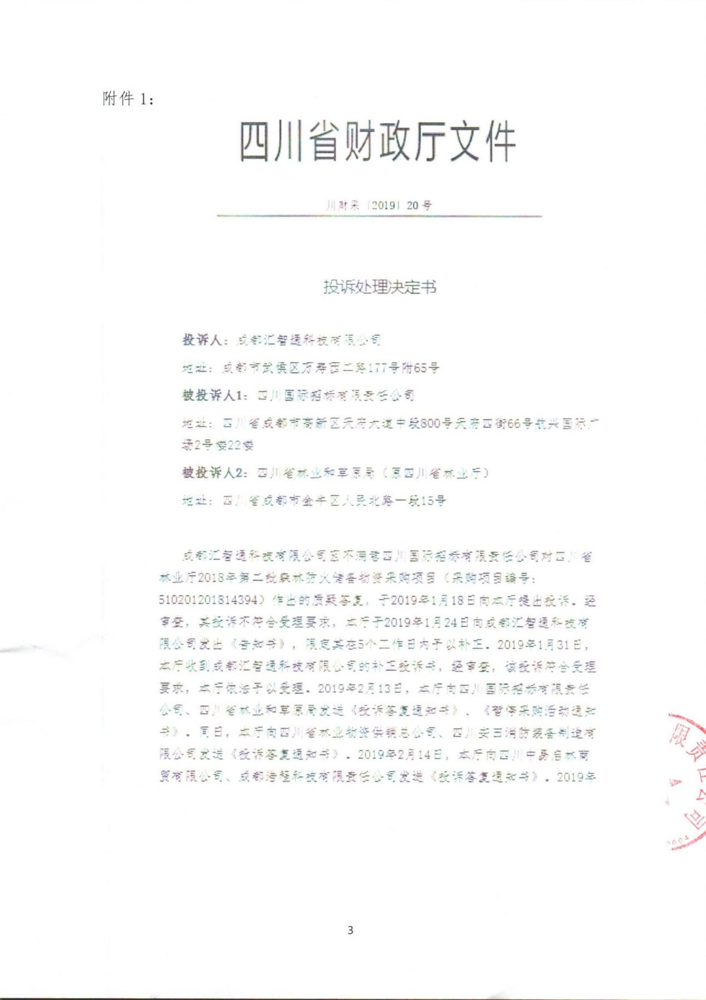 附件 1:
四川省财政厅文件
川财采〔2019〕20 号
投诉处理决定书
投诉人：成都汇智通科技有限公司
地址：成都市武侯区万寿西二路177号附65号
被投诉人1：四川国际招标有限责任公司
地址：四川省成都市高新区天府大道中段800号天府四街66号航兴国际广
场2号楼22楼
被投诉人2：四川省林业和草原局（原四川省林业厅）
地址：四川省成都市金牛区人民北路一段15号
成都汇智通科技有限公司因不满意四川国际招标有限责任公司对四川省
林业厅2018年第二批森林防火储备物资采购项目（采购项目编号：
510201201814394）作出的质疑答复，于2019年1月18日向本厅提出投诉。经
审查，其投诉不符合受理要求，本厅于2019年1月24日向成都汇智通科技有
限公司发出《告知书》，限定其在5个工作日内予以补正。2019年1月31日，
本厅收到成都汇智通科技有限公司的补正投诉书，经审查，该投诉符合受理
要求，本厅依法予以受理。2019年2月13日，本厅向四川国际招标有限责任
公司、四川省林业和草原局发送《投诉答复通知书》、《暂停采购活动通知
书》。同日，本厅向四川省林业物资供销总公司、四川安田消防装备制造有
限公司发送《投诉答复通知书》。2019年2月14日，本厅向四川中易启林商
贸有限公司、成都浩程科技有限责任公司发送《投诉答复通知书》。2019年
限责任公司
2604
3